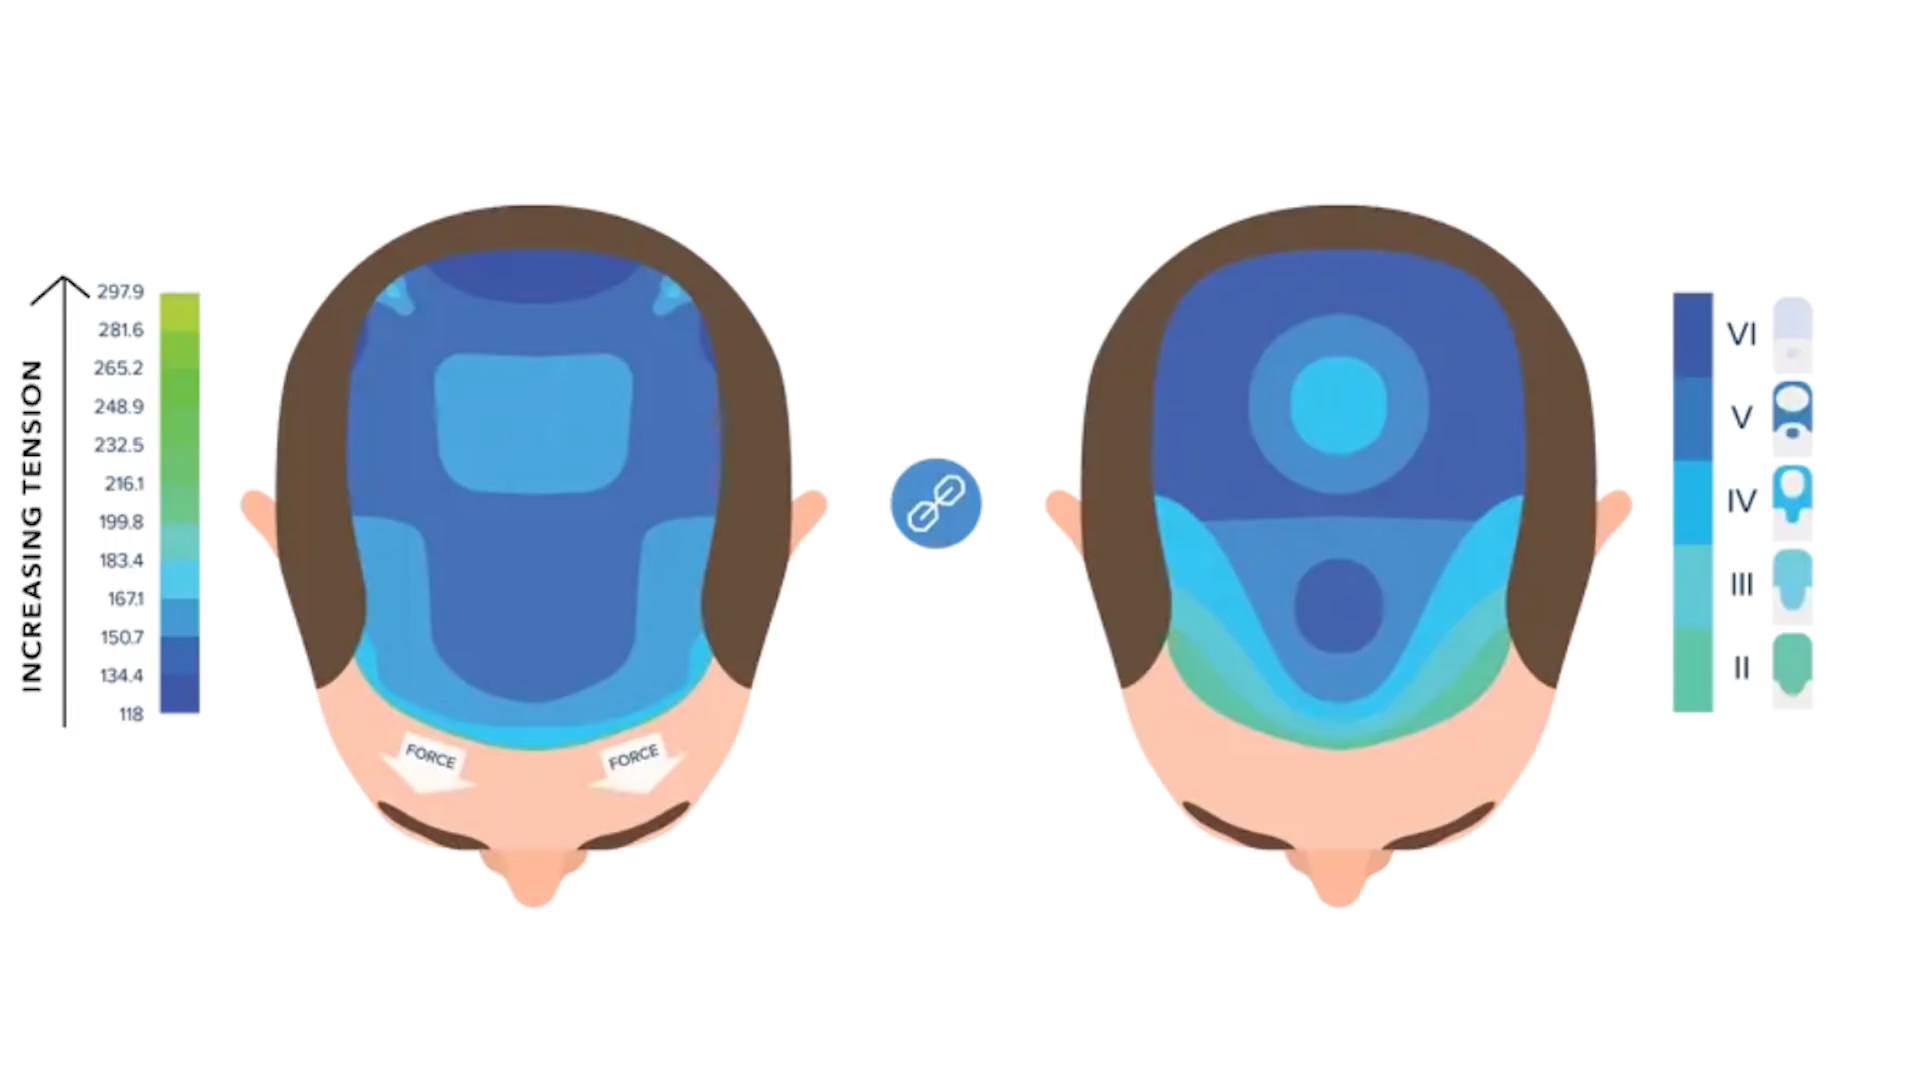 INCREASING TENSION
297.9
281.6
265.2
248.9
232.5
216.1
199.8
183.4
167.1
150.7
134.4
118
FORCE
FORCE
VI
V
IV
III
II